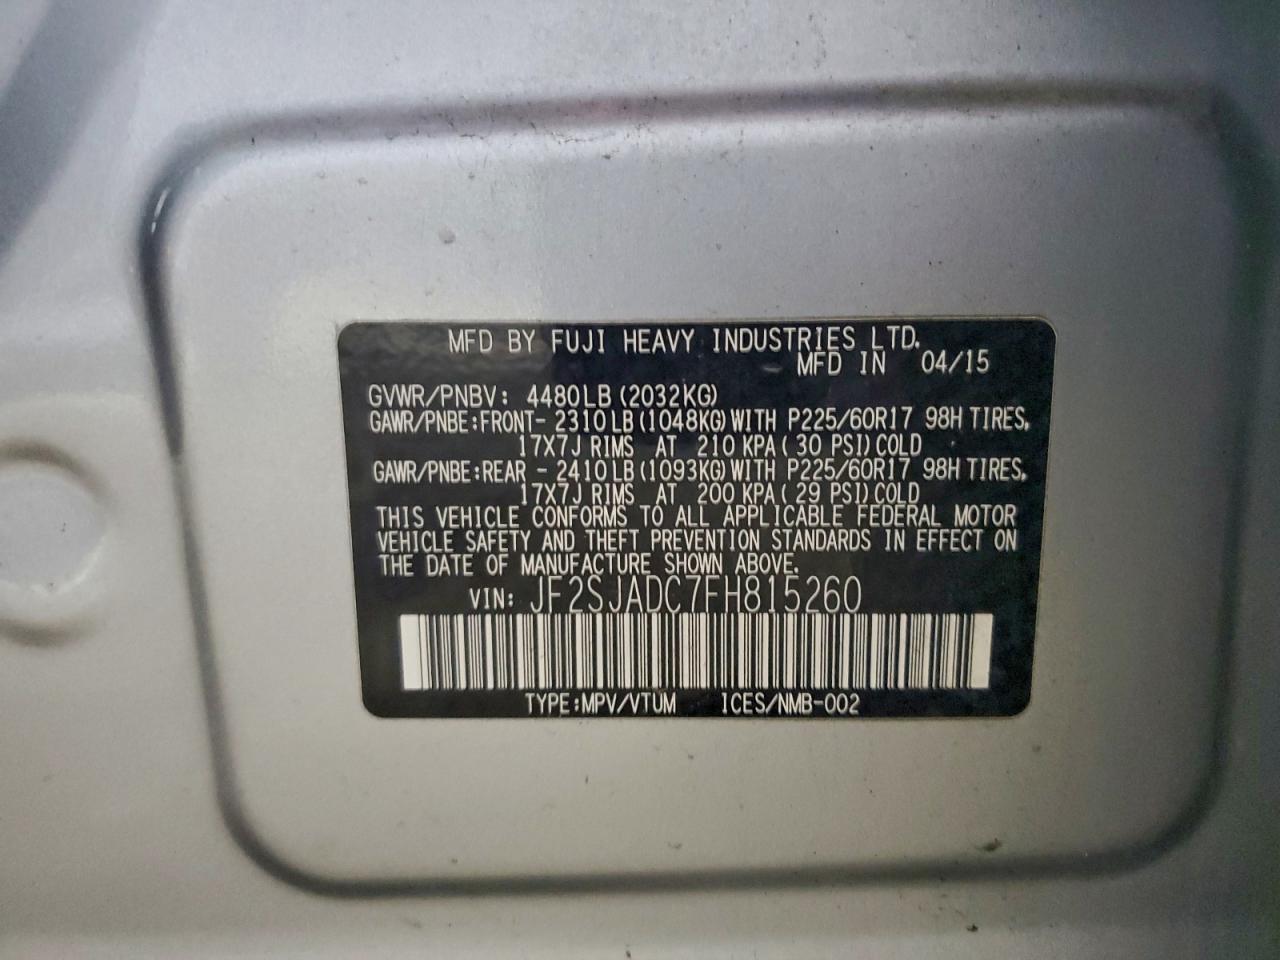 MFD BY FUJI HEAVY INDUSTRIES LTD.
MFD IN 04/15
GVWR/PNBV: 4480LB (2032KG)
GAWR/PNBE:FRONT- 2310LB (1048KG) WITH P225/60R17 98H TIRES,
17X7J RIMS AT 210 KPA ( 30 PSI) COLD
GAWR/PNBE:REAR - 2410LB (1093KG) WITH P225/60R17 98H TIRES,
17X7J RIMS AT 200 KPA ( 29 PSI) COLD
THIS VEHICLE CONFORMS TO ALL APPLICABLE FEDERAL MOTOR
VEHICLE SAFETY AND THEFT PREVENTION STANDARDS IN EFFECT ON
THE DATE OF MANUFACTURE SHOWN ABOVE.
VIN: JF2SJADC7FH815260
TYPE:MPV/VTUM ICES/NMB-002